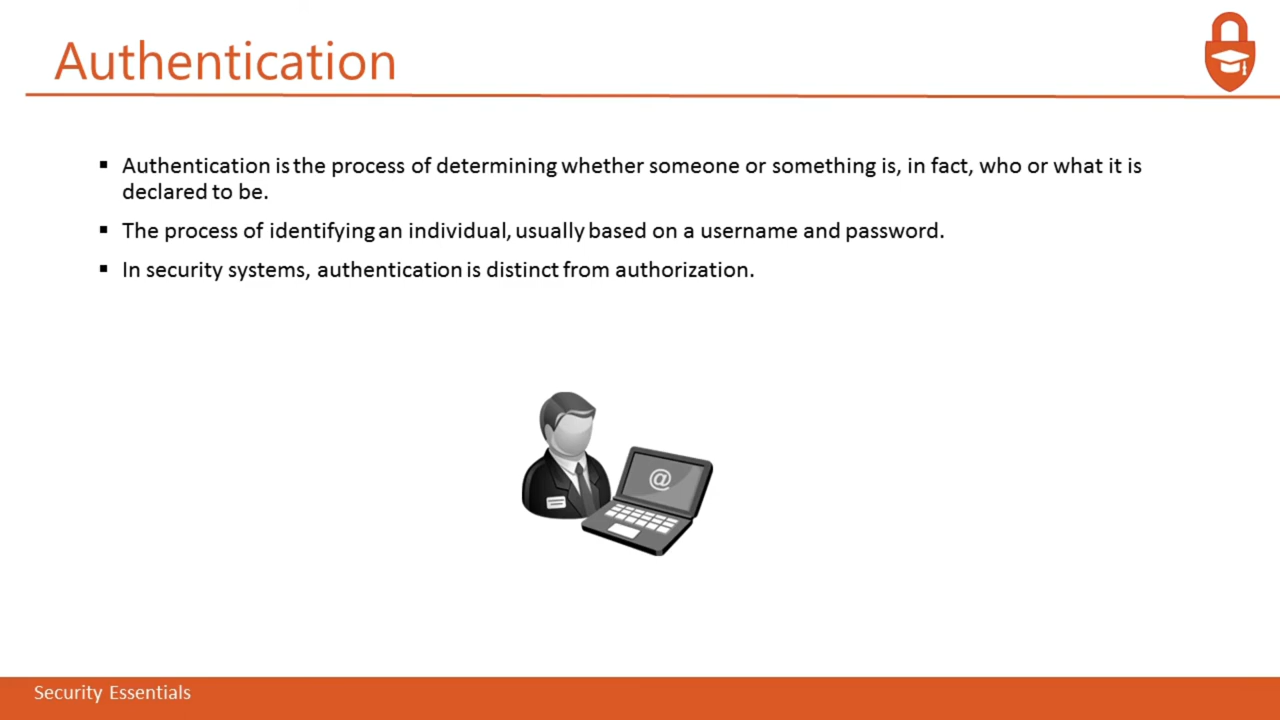 Authentication
▪ Authentication is the process of determining whether someone or something is, in fact, who or what it is
declared to be.
▪ The process of identifying an individual, usually based on a username and password.
▪ In security systems, authentication is distinct from authorization.
@
Security Essentials